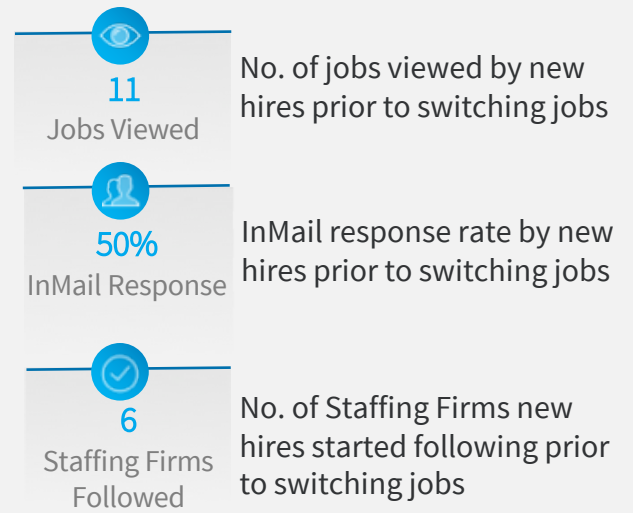 11
Jobs Viewed
No. of jobs viewed by new
hires prior to switching jobs
50%
InMail Response
InMail response rate by new
hires prior to switching jobs
6
Staffing Firms
Followed
No. of Staffing Firms new
hires started following prior
to switching jobs